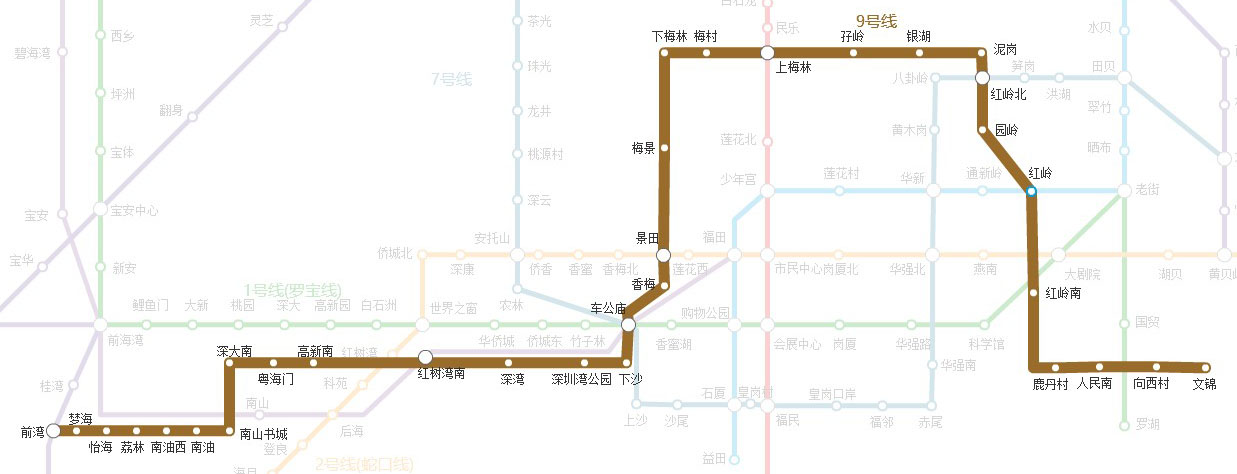 白石龙
9号线
灵芝
茶光
民乐
水贝
西乡
下梅林 梅村
孖岭
银湖
泥岗
碧海湾
珠光
上梅林
笋岗
田贝
7号线
八卦岭
坪洲
红岭北
洪湖
翻身
龙井
翠竹
黄木岗
园岭
莲花北
宝体
梅景
桃源村
晒布
少年宫
莲花村
华新
通新岭
红岭
老街
深云
宝安
宝安中心
安托山
景田
福田
侨城北
宝华
新安
深康
侨香
香蜜
香梅北
莲花西
市民中心
岗厦北
华强北
燕南
大剧院
湖贝
黄贝岭
1号线(罗宝线)
香梅
红岭南
鲤鱼门
大新
桃园
深大
高新园
白石洲
世界之窗
农林
车公庙
购物公园
国贸
前海湾
华侨城
侨城东
竹子林
香蜜湖
会展中心
岗厦
华强路
科学馆
深大南
高新南
红树湾
粤海门
红树湾南
深湾
深圳湾公园
下沙
华强南
桂湾
科苑
鹿丹村
人民南
向西村
文锦
石厦
皇岗村
皇岗口岸
南山
梦海
前湾
后海
上沙
沙尾
福民
福邻
赤尾
罗湖
怡海
荔林
南油西
南油
南山书城
登良
益田
2号线(蛇口线)
海月